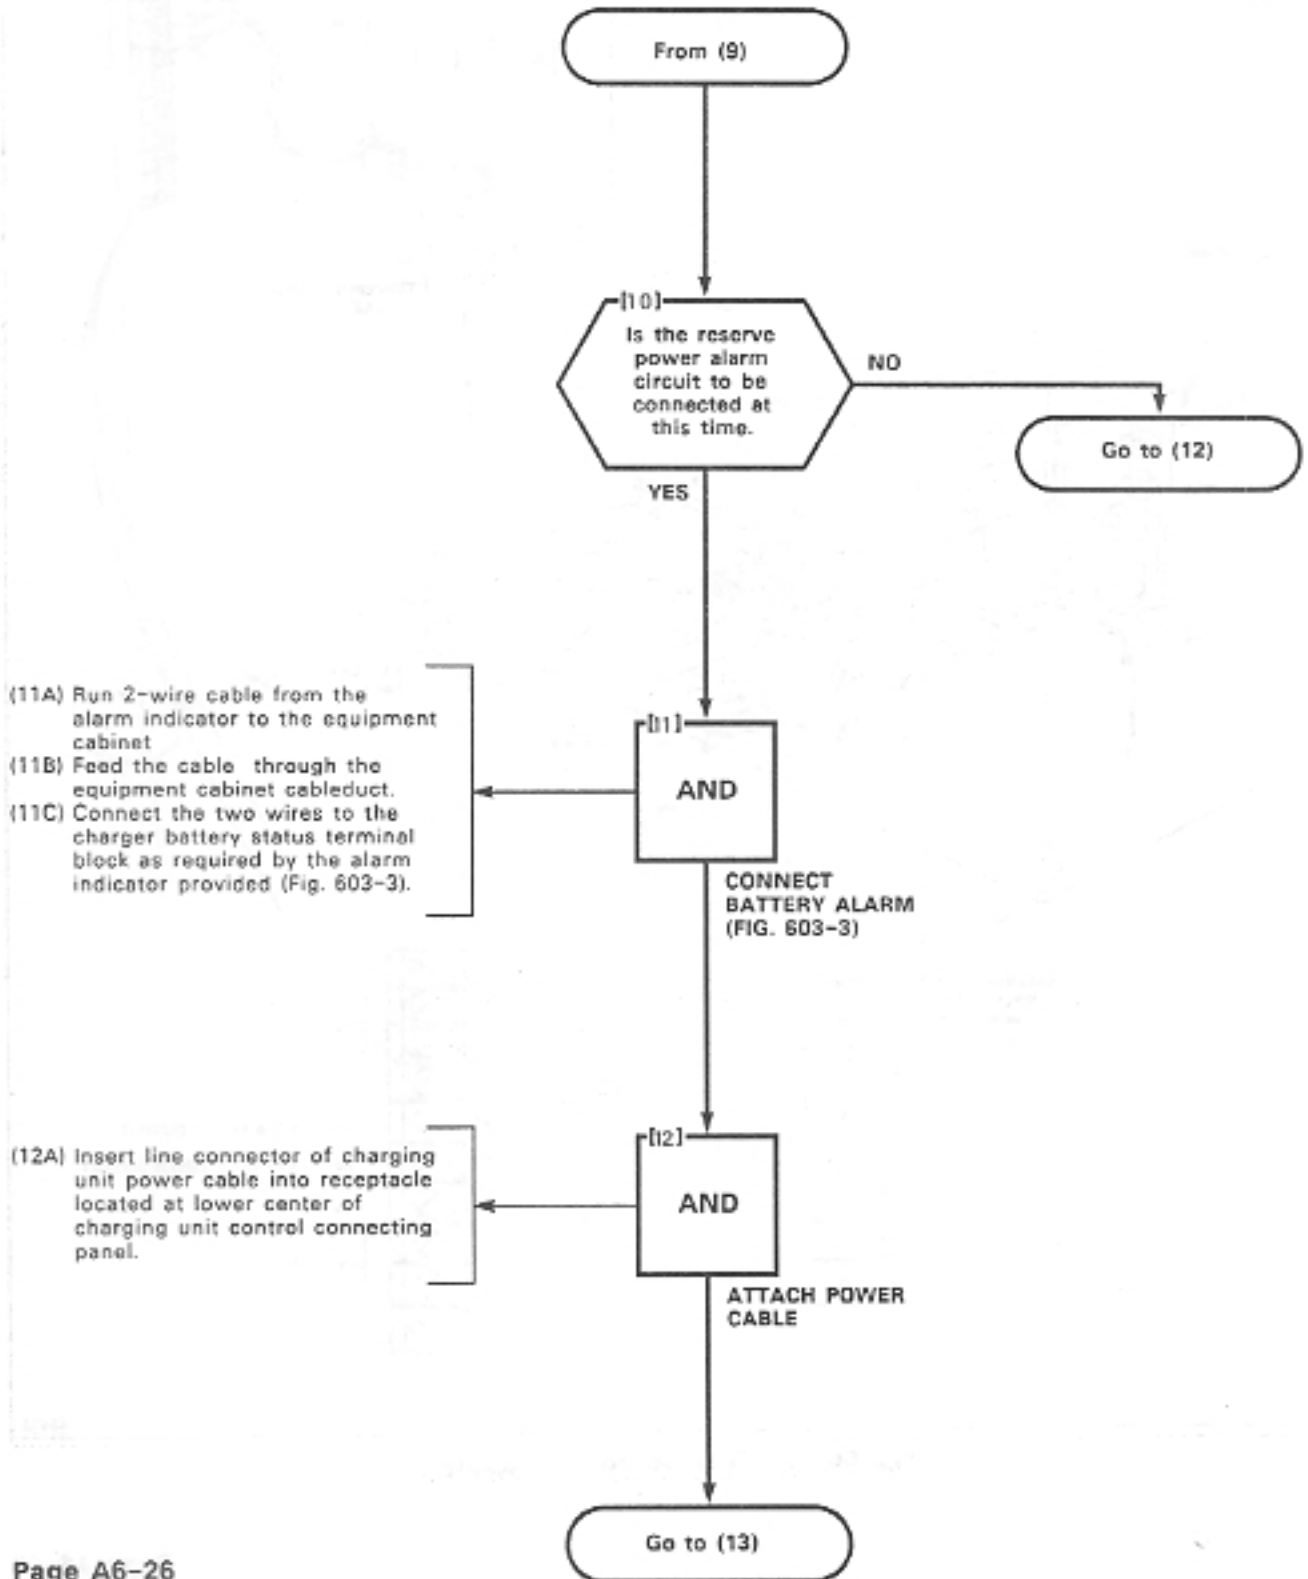 From (9)
[10]
Is the reserve
power alarm
circuit to be
connected at
this time.
NO
Go to (12)
YES
(11A) Run 2-wire cable from the
alarm indicator to the equipment
cabinet
(11B) Feed the cable through the
equipment cabinet cableduct.
(11C) Connect the two wires to the
charger battery status terminal
block as required by the alarm
indicator provided (Fig. 603-3).
[11]
AND
CONNECT
BATTERY ALARM
(FIG. 603-3)
(12A) Insert line connector of charging
unit power cable into receptacle
located at lower center of
charging unit control connecting
panel.
[12]
AND
ATTACH POWER
CABLE
Go to (13)
Page A6-26